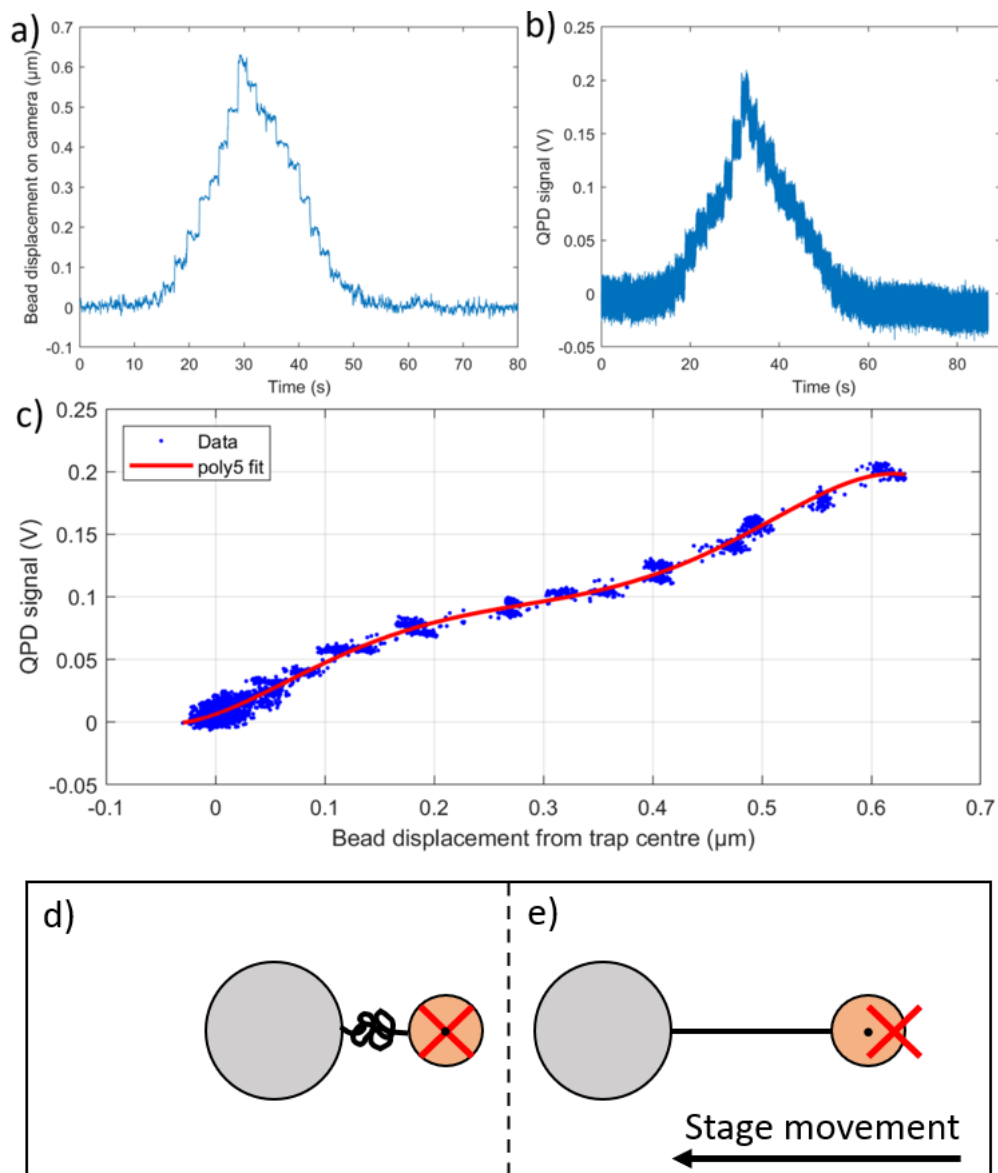 a)
Bead displacement on camera (µm)
0.7
0.6
0.5
0.4
0.3
0.2
0.1
0
-0.1
0 10 20 30 40 50 60 70 80
Time (s)
b)
QPD signal (V)
0.25
0.2
0.15
0.1
0.05
0
-0.05
0 20 40 60 80
Time (s)
c)
QPD signal (V)
0.25
0.2
0.15
0.1
0.05
0
-0.05
Data
poly5 fit
-0.1 0 0.1 0.2 0.3 0.4 0.5 0.6 0.7
Bead displacement from trap centre (µm)
d)
e)
Stage movement